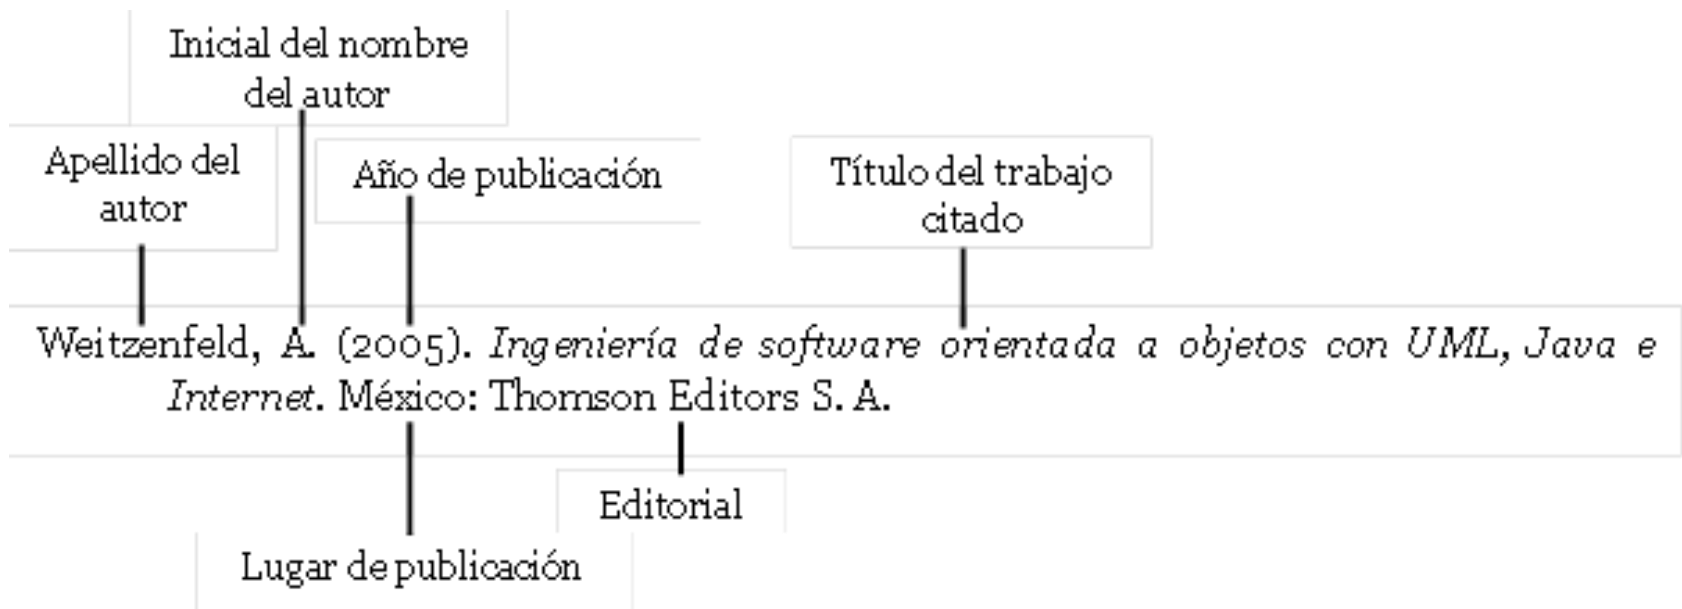 Inicial del nombre
del autor
Apellido del
autor
Año de publicación
Título del trabajo
citado
Weitzenfeld, A. (2005). Ingeniería de software orientada a objetos con UML, Java e
Internet. México: Thomson Editors S. A.
Editorial
Lugar de publicación